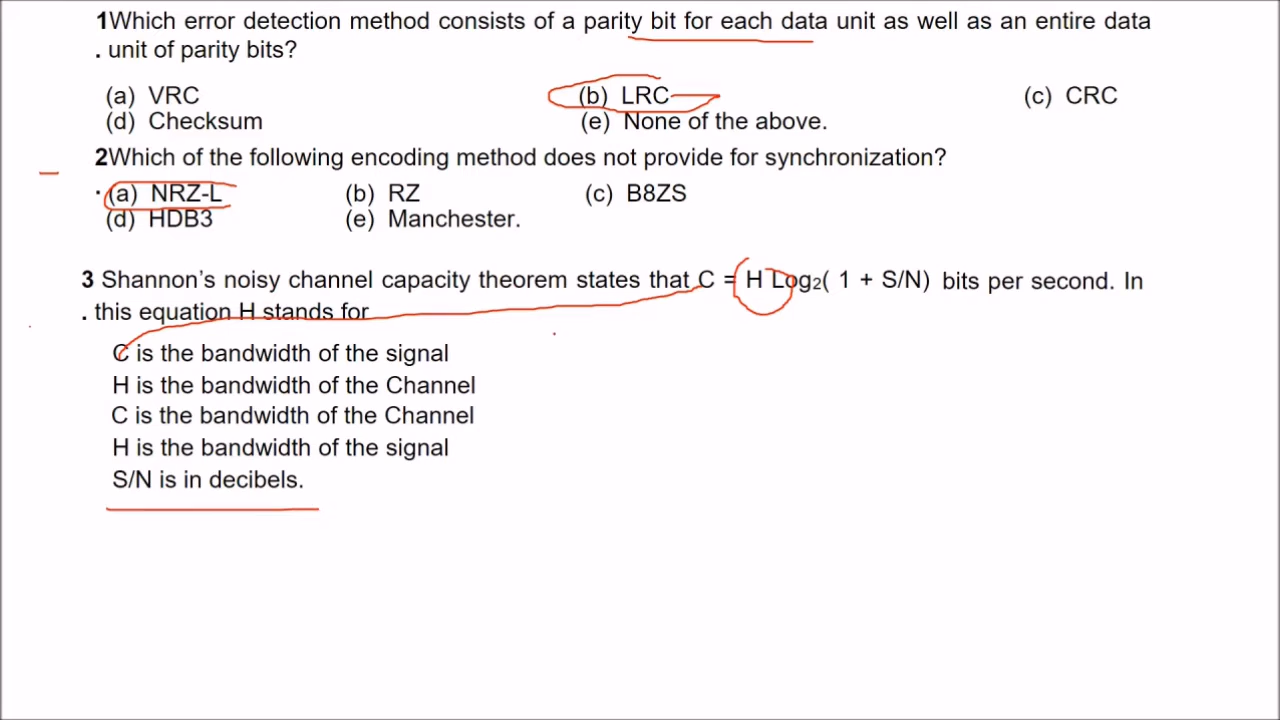 1Which error detection method consists of a parity bit for each data unit as well as an entire data
. unit of parity bits?
(a) VRC (b) LRC (c) CRC
(d) Checksum (e) None of the above.
2Which of the following encoding method does not provide for synchronization?
. (a) NRZ-L (b) RZ (c) B8ZS
(d) HDB3 (e) Manchester.
3 Shannon’s noisy channel capacity theorem states that C = H Log2( 1 + S/N) bits per second. In
. this equation H stands for
C is the bandwidth of the signal
H is the bandwidth of the Channel
C is the bandwidth of the Channel
H is the bandwidth of the signal
S/N is in decibels.